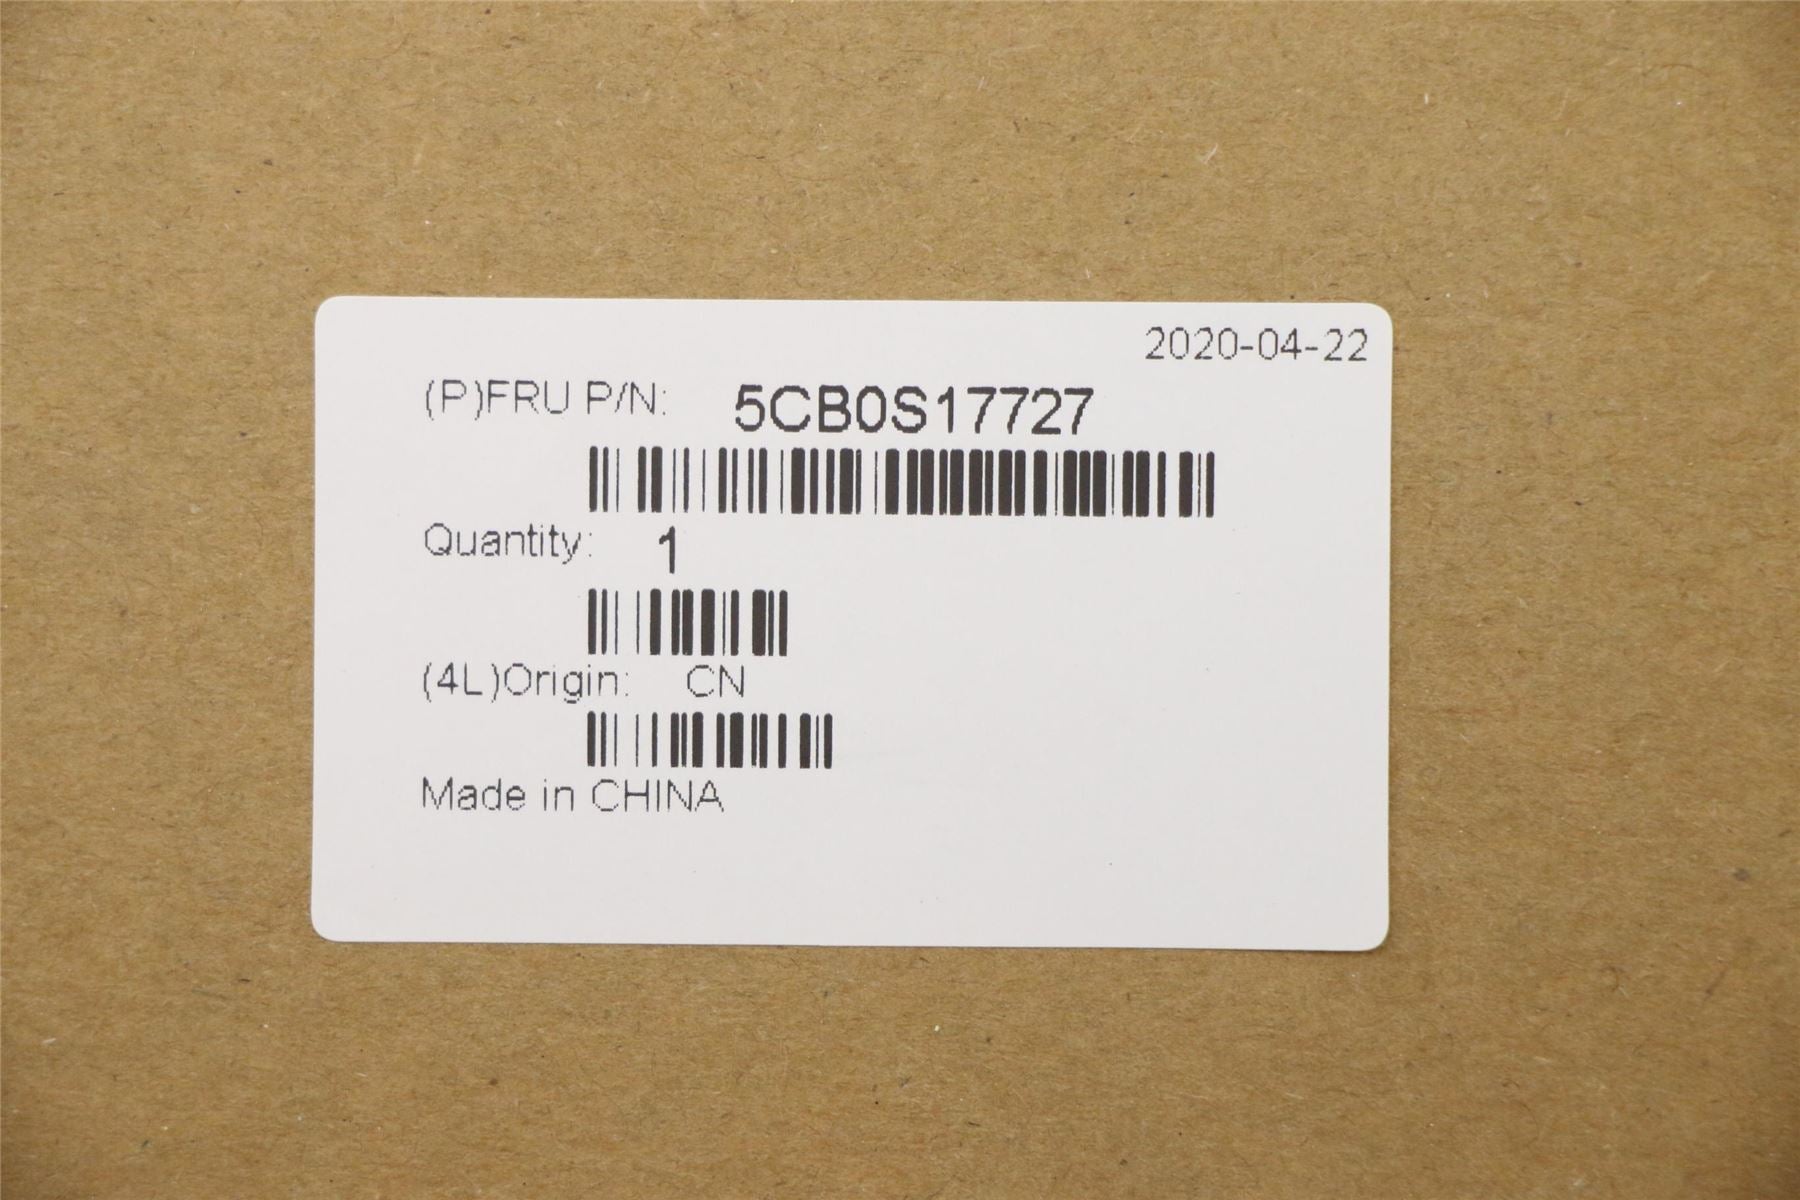 2020-04-22
(P)FRU P/N: 5CB0S17727
Quantity: 1
(4L)Origin: CN
Made in CHINA